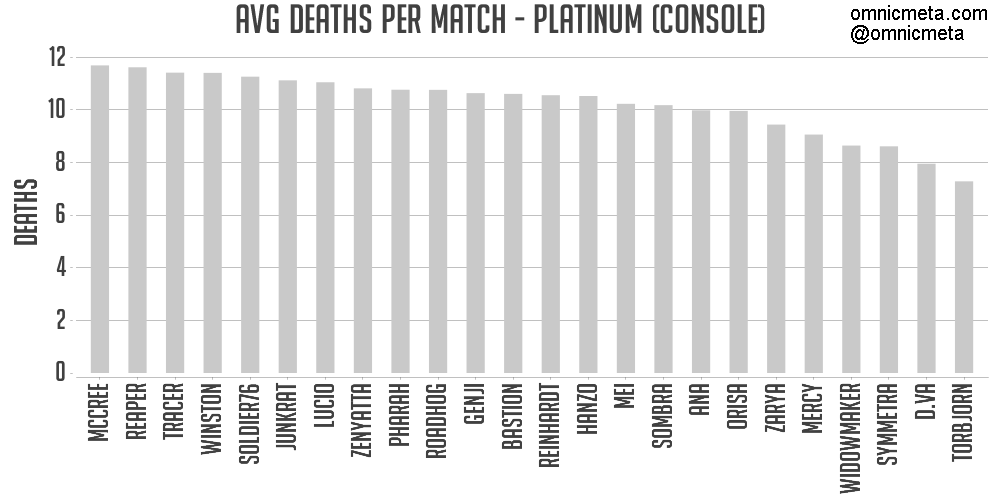 AVG DEATHS PER MATCH - PLATINUM (CONSOLE)
omnicmeta.com
@omnicmeta
12
10
8
6
4
2
0
DEATHS
MCREE
REAPER
TRACER
WINSTON
SOLDIER76
JUNKRAT
LUCIO
ZENYATTA
PHARAH
ROADHOG
GENJI
BASTION
REINHARDT
HANZO
MEI
SOMBRA
ANA
ORISA
ZARYA
MERCY
WIDOWMAKER
SYMMETRA
D.VA
TORBJORN